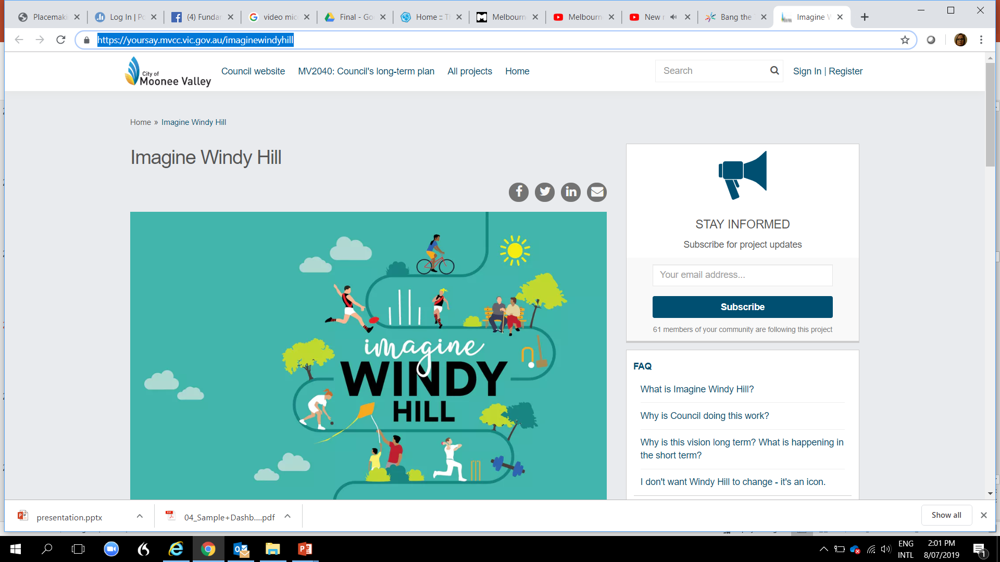 Placemaki
Log In | Po
(4) Fundar
video mic
Final - Goo
Home :: Th
Melbourn
Melbourn
New r
Bang the T
Imagine W
https://yoursay.mvcc.vic.gov.au/imaginewindyhill
City of
Moonee Valley
Council website
MV2040: Council's long-term plan
All projects
Home
Search
Sign In | Register
Home » Imagine Windy Hill
Imagine Windy Hill
imagine
WINDY
HILL
STAY INFORMED
Subscribe for project updates
Your email address...
Subscribe
61 members of your community are following this project
FAQ
What is Imagine Windy Hill?
Why is Council doing this work?
Why is this vision long term? What is happening in
the short term?
I don't want Windy Hill to change - it's an icon.
presentation.pptx
04_Sample+Dashb....pdf
Show all
ENG
INTL
2:01 PM
8/07/2019
1